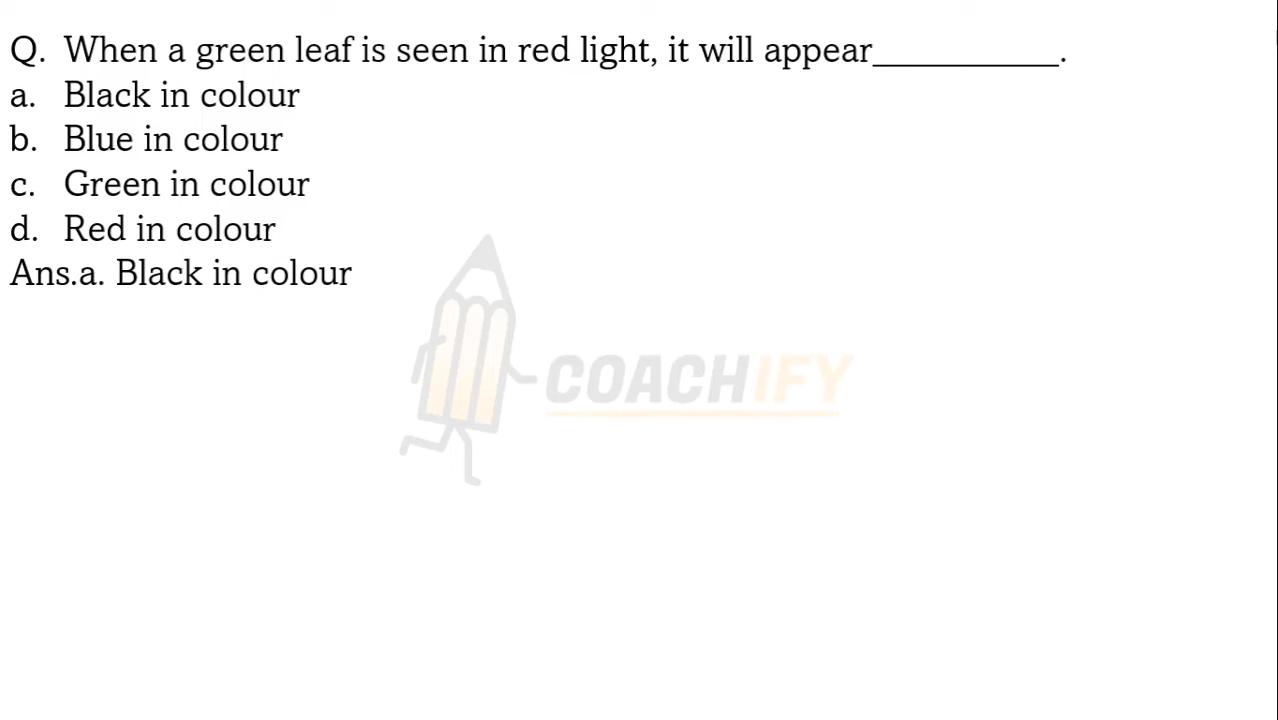 Q. When a green leaf is seen in red light, it will appear__________.
a. Black in colour
b. Blue in colour
c. Green in colour
d. Red in colour
Ans.a. Black in colour
COACHIFY